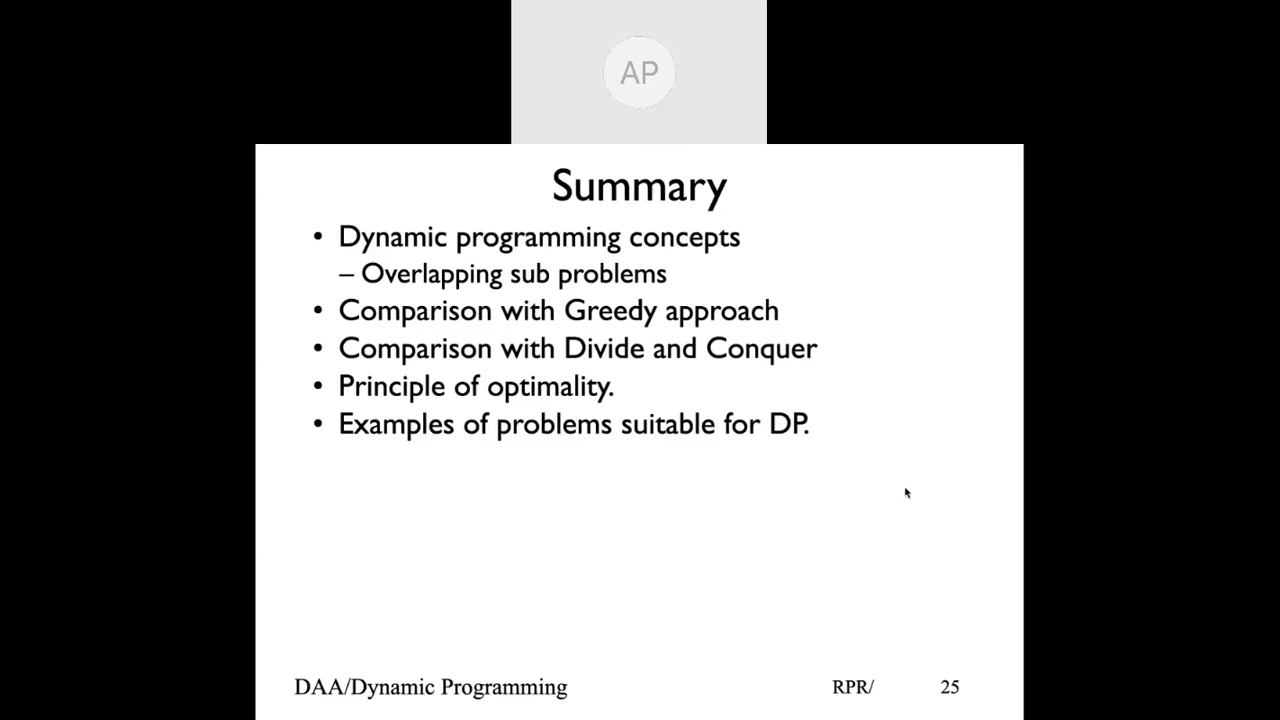 AP
Summary
• Dynamic programming concepts
– Overlapping sub problems
• Comparison with Greedy approach
• Comparison with Divide and Conquer
• Principle of optimality.
• Examples of problems suitable for DP.
DAA/Dynamic Programming RPR/ 25